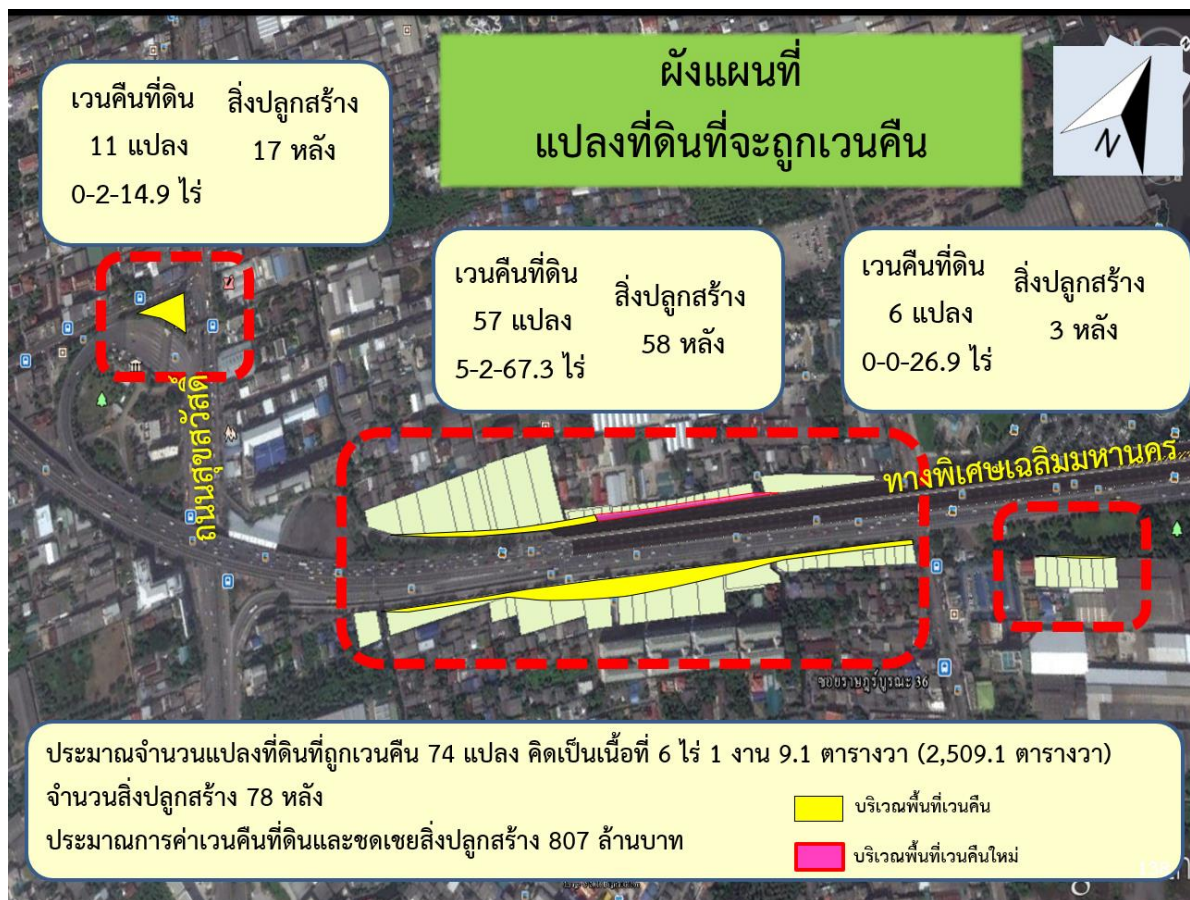 ผังแผนที่
แปลงที่ดินที่จะถูกเวนคืน
N
เวนคืนที่ดิน
11 แปลง
0-2-14.9 ไร่
สิ่งปลูกสร้าง
17 หลัง
เวนคืนที่ดิน
57 แปลง
5-2-67.3 ไร่
สิ่งปลูกสร้าง
58 หลัง
เวนคืนที่ดิน
6 แปลง
0-0-26.9 ไร่
สิ่งปลูกสร้าง
3 หลัง
ถนนสุขสวัสดิ์
ทางพิเศษเฉลิมมหานคร
ซอยราษฎร์บูรณะ 36
ประมาณจำนวนแปลงที่ดินที่ถูกเวนคืน 74 แปลง คิดเป็นเนื้อที่ 6 ไร่ 1 งาน 9.1 ตารางวา (2,509.1 ตารางวา)
จำนวนสิ่งปลูกสร้าง 78 หลัง
ประมาณการค่าเวนคืนที่ดินและชดเชยสิ่งปลูกสร้าง 807 ล้านบาท
บริเวณพื้นที่เวนคืน
บริเวณพื้นที่เวนคืนใหม่